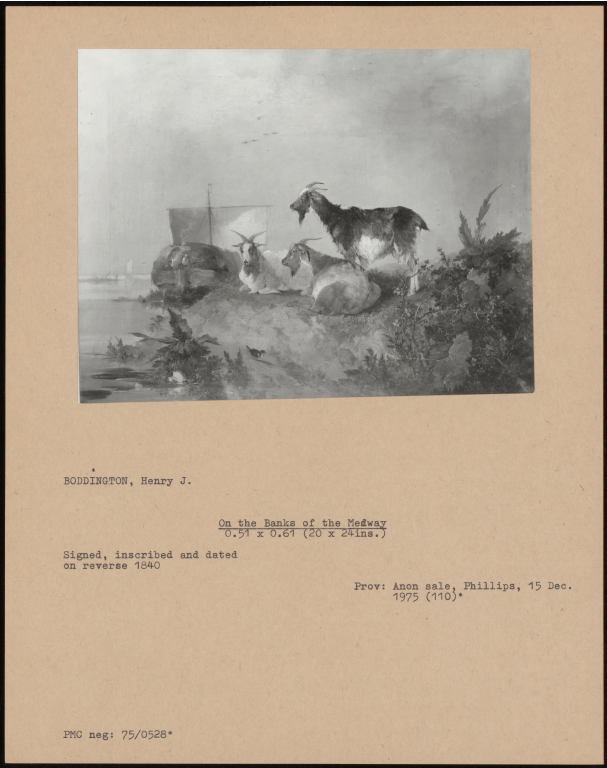 BODDINGTON, Henry J.
On the Banks of the Medway
0.51 x 0.61 (20 x 24ins.)
Signed, inscribed and dated
on reverse 1840
Prov: Anon sale, Phillips, 15 Dec.
1975 (110)*
PMC neg: 75/0528*